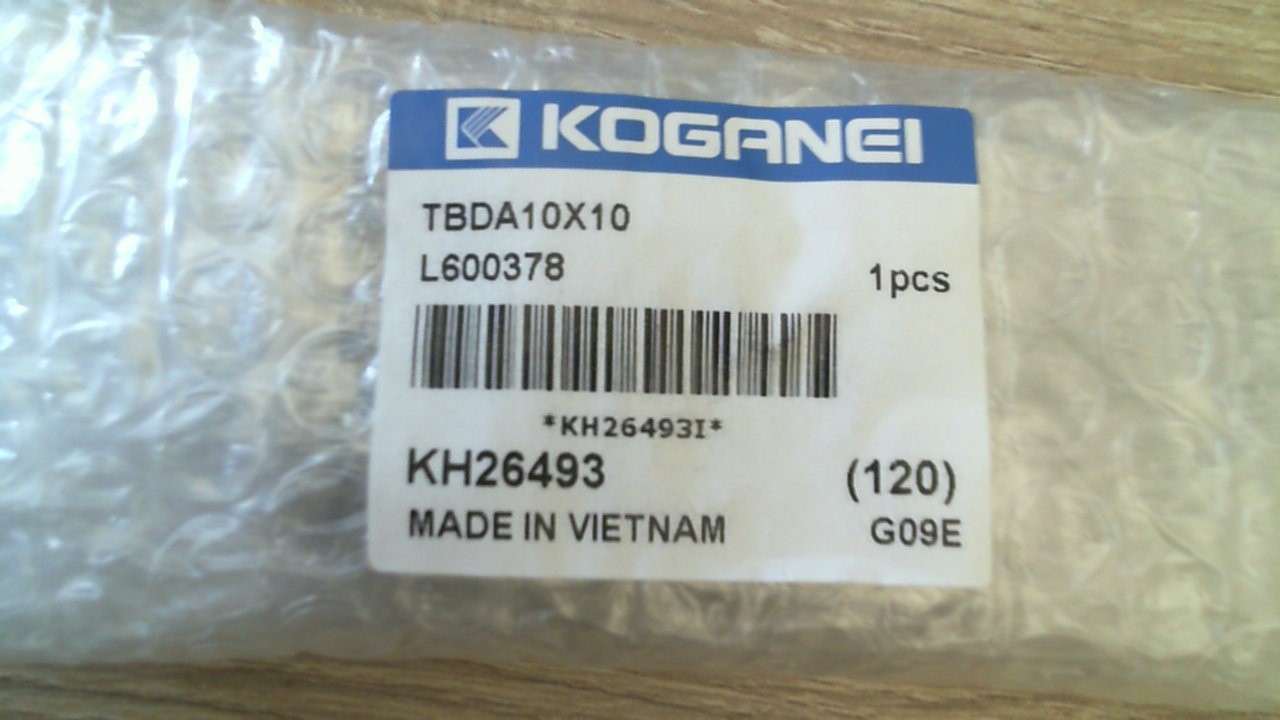 KOGANEI
TBDA10X10
L600378 1pcs
*KH26493I*
KH26493 (120)
MADE IN VIETNAM G09E